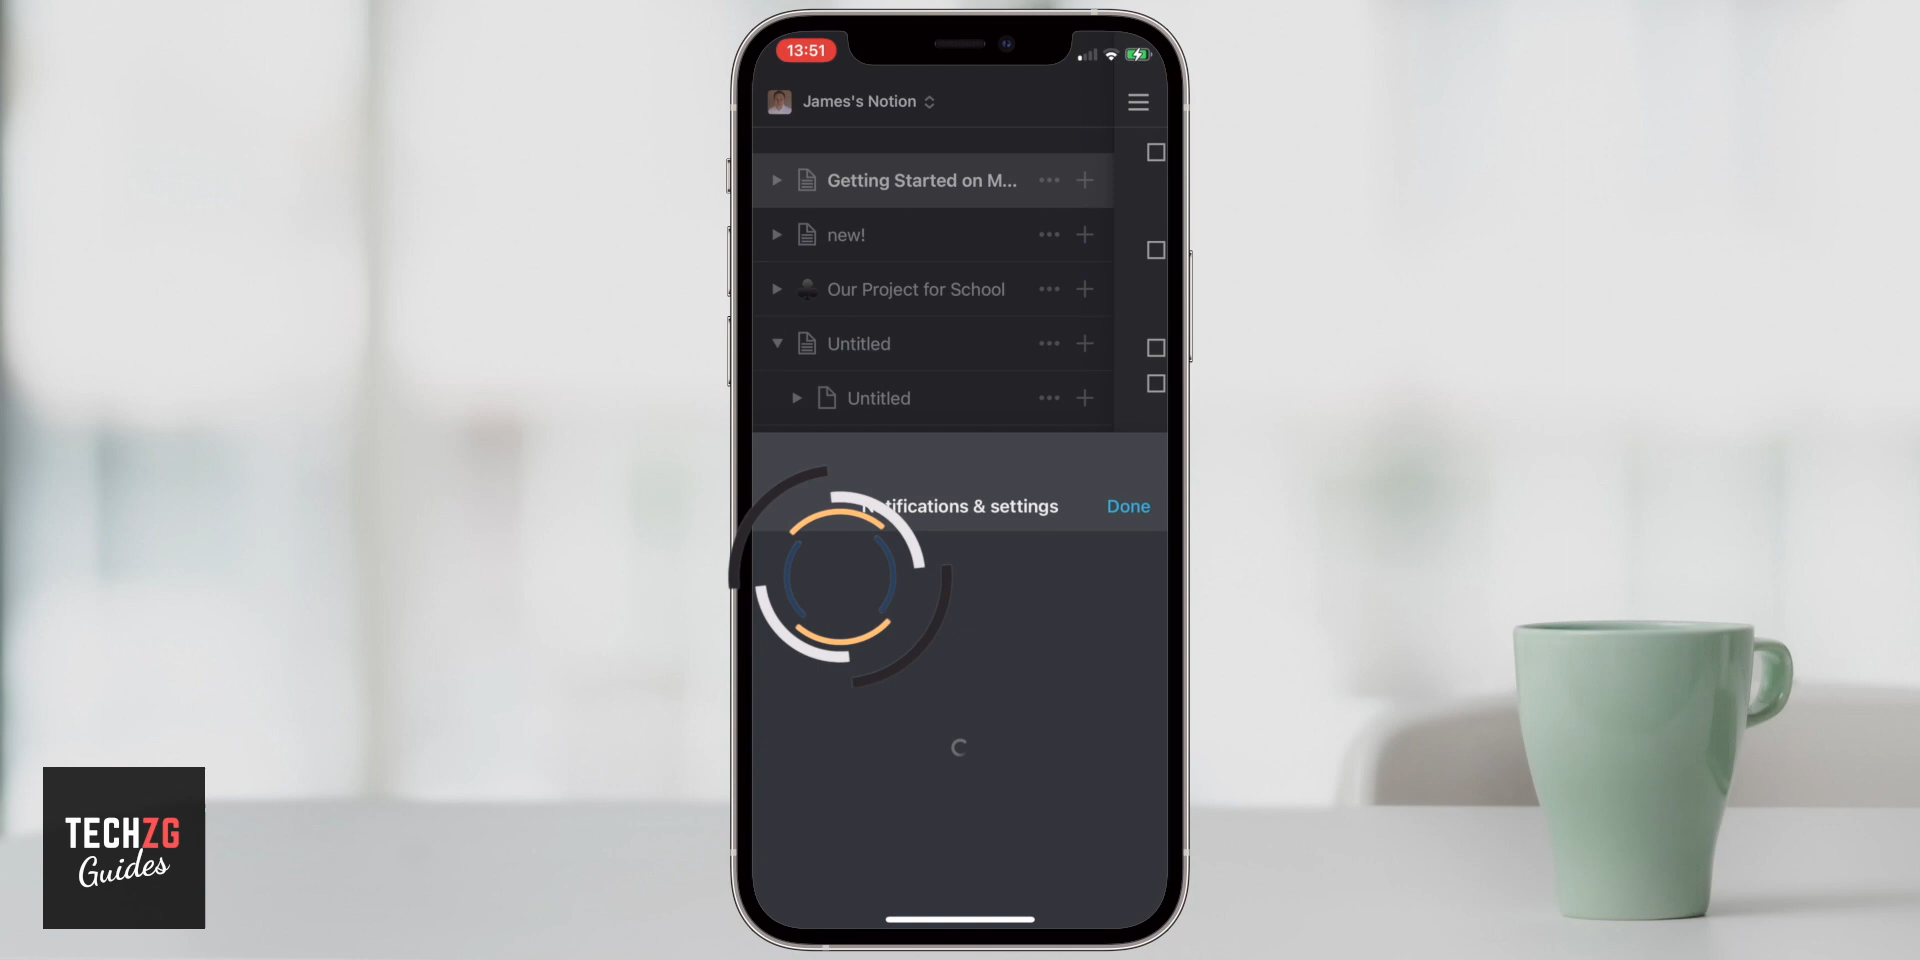 13:51
James's Notion
Getting Started on M...
new!
Our Project for School
Untitled
Untitled
Notifications & settings
Done
TECHZG
Guides